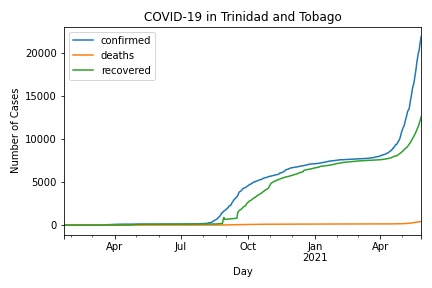 COVID-19 in Trinidad and Tobago
confirmed
deaths
recovered
Number of Cases
20000
15000
10000
5000
0
Apr
Jul
Oct
Jan
2021
Apr
Day